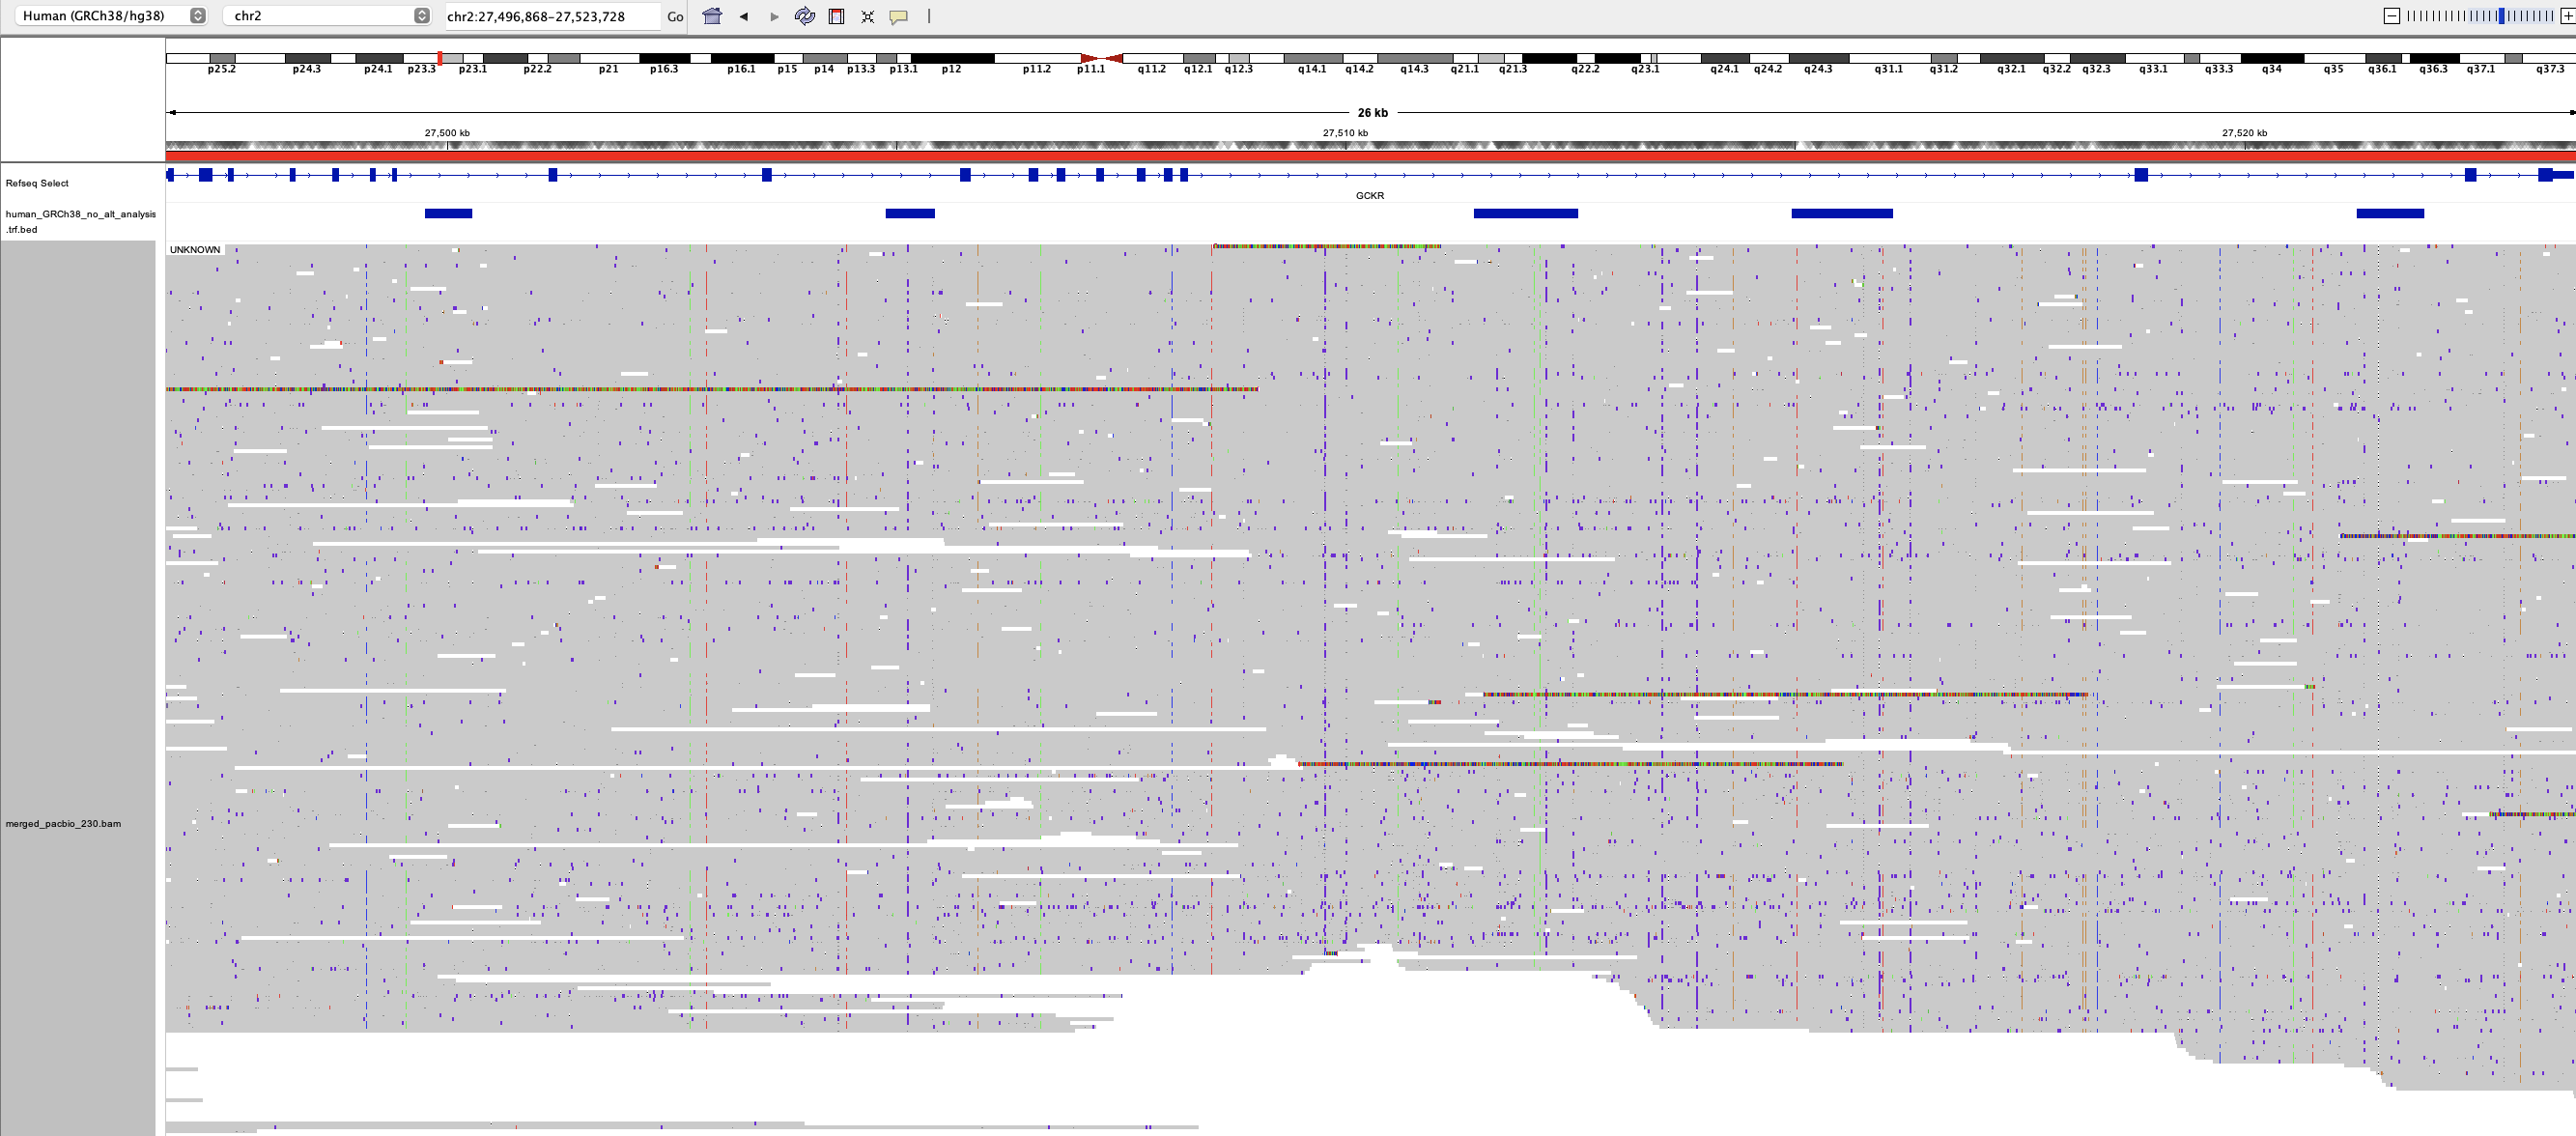 Human (GRCh38/hg38) chr2 chr2:27,496,868-27,523,728 Go
p25.2 p24.3 p24.1 p23.3 p23.1 p22.2 p21 p16.3 p16.1 p15 p14 p13.3 p13.1 p12 p11.2 p11.1 q11.2 q12.1 q12.3 q14.1 q14.2 q14.3 q21.1 q21.3 q22.2 q23.1 q24.1 q24.2 q24.3 q31.1 q31.2 q32.1 q32.2 q32.3 q33.1 q33.3 q34 q35 q36.1 q36.3 q37.1 q37.3
26 kb
27,500 kb 27,510 kb 27,520 kb
Refseq Select
GCKR
human_GRCh38_no_alt_analysis
.trf.bed
UNKNOWN
merged_pacbio_230.bam